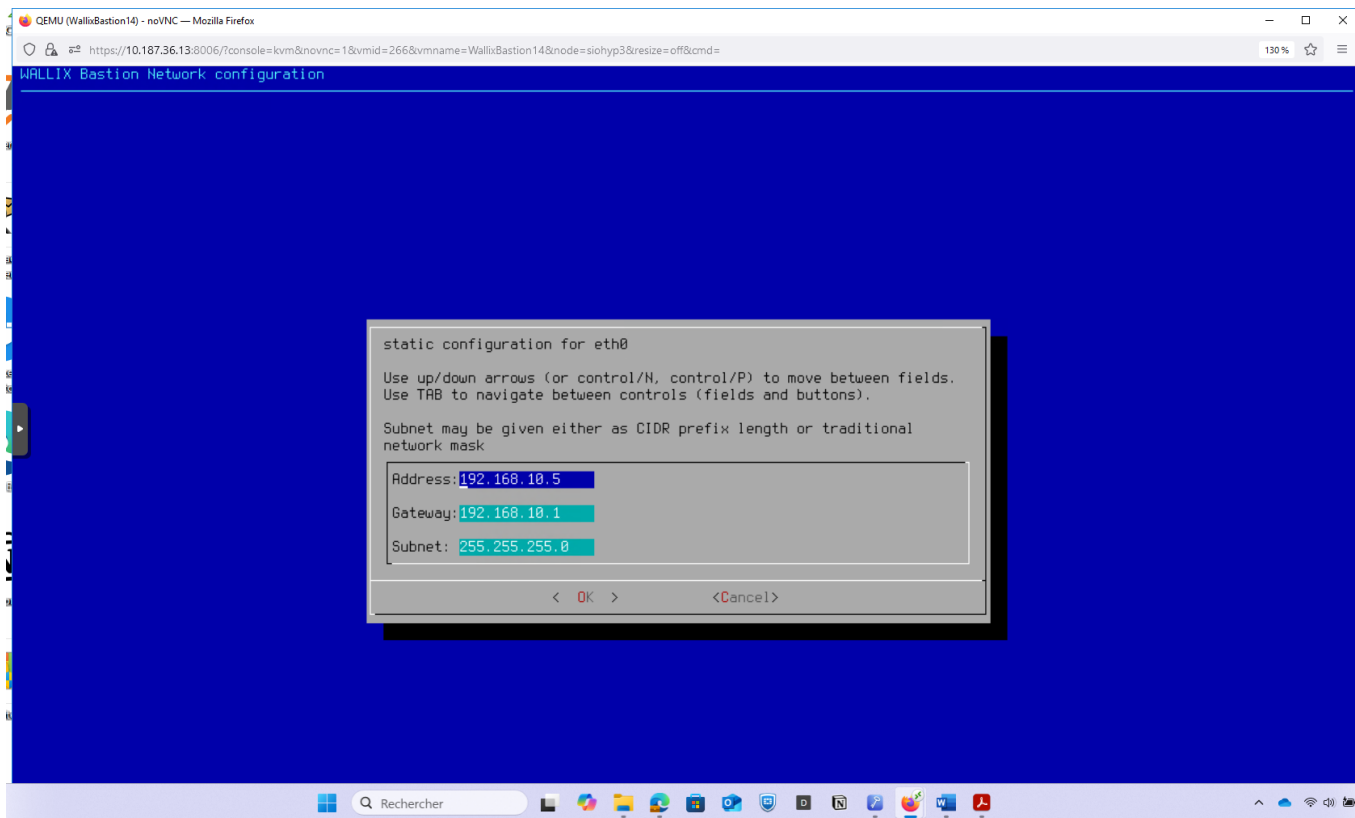 QEMU (WallixBastion14) - noVNC — Mozilla Firefox
https://10.187.36.13:8006/?console=kvm&novnc=1&vmid=266&vmname=WallixBastion14&node=siohyp3&resize=off&cmd=
130 %
WALLIX Bastion Network configuration
static configuration for eth0
Use up/down arrows (or control/N, control/P) to move between fields.
Use TAB to navigate between controls (fields and buttons).
Subnet may be given either as CIDR prefix length or traditional
network mask
Address:192.168.10.5
Gateway:192.168.10.1
Subnet: 255.255.255.0
< OK > <Cancel>
Rechercher